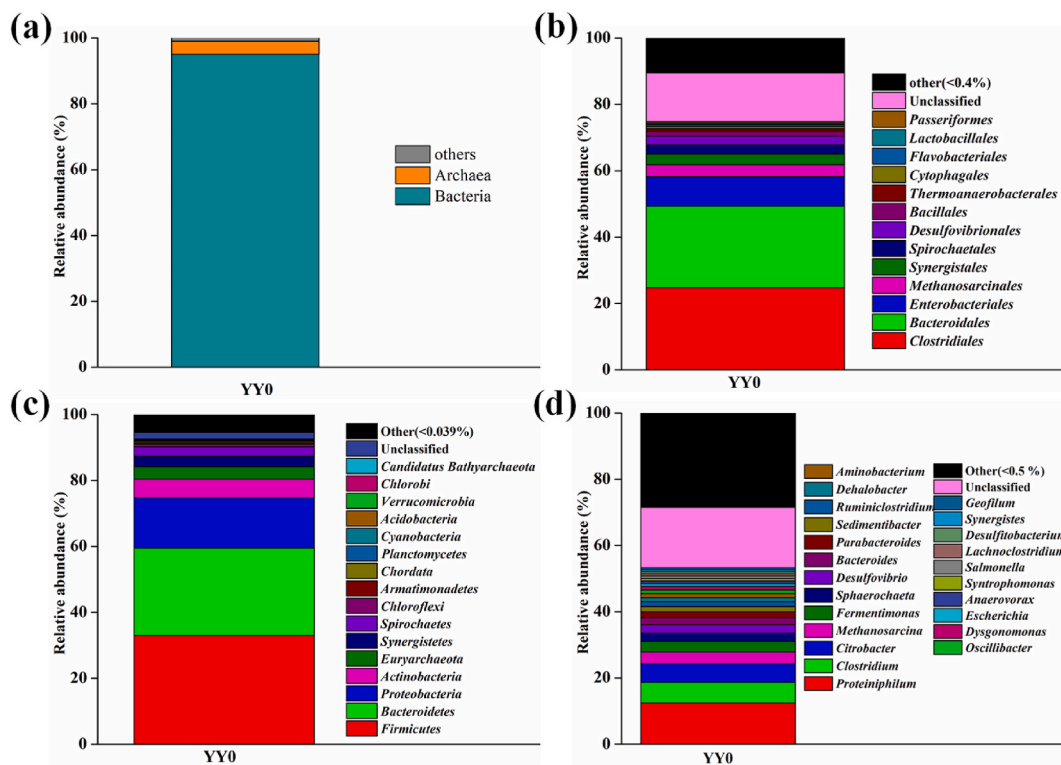 (a)
Relative abundance (%)
100
80
60
40
20
0
others
Archaea
Bacteria
YY0
(b)
Relative abundance (%)
100
80
60
40
20
0
other(<0.4%)
Unclassified
Passeriformes
Lactobacillales
Flavobacteriales
Cytophagales
Thermoanaerobacterales
Bacillales
Desulfovibrionales
Spirochaetales
Synergistales
Methanosarcinales
Enterobacteriales
Bacteroidales
Clostridiales
YY0
(c)
Relative abundance (%)
100
80
60
40
20
0
Other(<0.039%)
Unclassified
Candidatus Bathyarchaeota
Chlorobi
Verrucomicrobia
Acidobacteria
Cyanobacteria
Planctomycetes
Chordata
Armatimonadetes
Chloroflexi
Spirochaetes
Synergistetes
Euryarchaeota
Actinobacteria
Proteobacteria
Bacteroidetes
Firmicutes
YY0
(d)
Relative abundance (%)
100
80
60
40
20
0
Aminobacterium
Dehalobacter
Ruminiclostridium
Sedimentibacter
Parabacteroides
Bacteroides
Desulfovibrio
Sphaerochaeta
Fermentimonas
Methanosarcina
Citrobacter
Clostridium
Proteiniphilum
Other(<0.5 %)
Unclassified
Geofilum
Synergistes
Desulfitobacterium
Lachnoclostridium
Salmonella
Syntrophomonas
Anaerovorax
Escherichia
Dysgonomonas
Oscillibacter
YY0